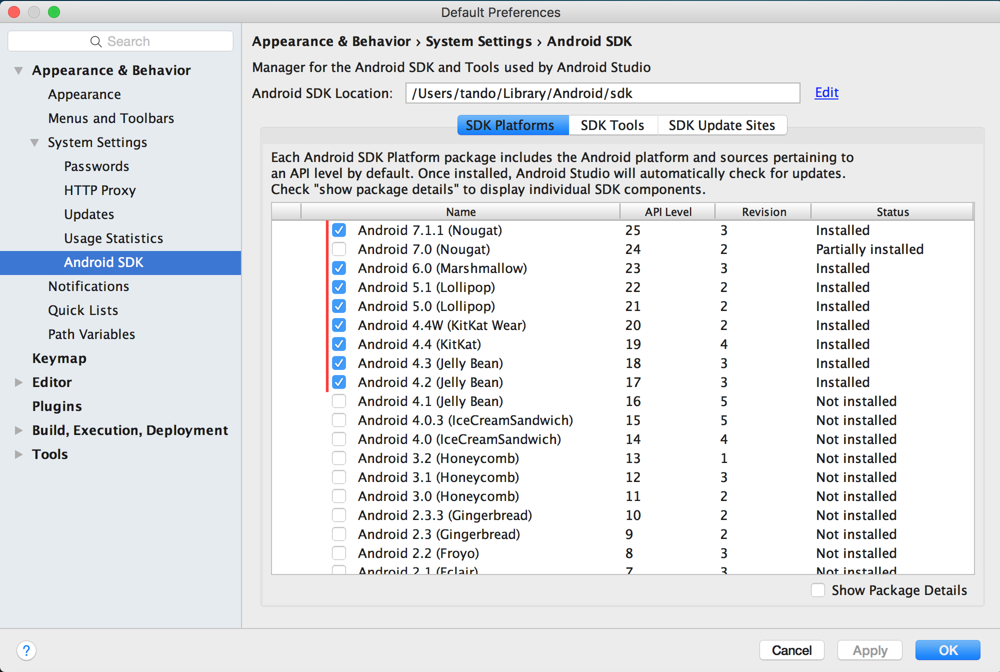 Default Preferences
Search
Appearance & Behavior
Appearance
Menus and Toolbars
System Settings
Passwords
HTTP Proxy
Updates
Usage Statistics
Android SDK
Notifications
Quick Lists
Path Variables
Keymap
Editor
Plugins
Build, Execution, Deployment
Tools
Appearance & Behavior › System Settings › Android SDK
Manager for the Android SDK and Tools used by Android Studio
Android SDK Location: /Users/tando/Library/Android/sdk Edit
SDK Platforms SDK Tools SDK Update Sites
Each Android SDK Platform package includes the Android platform and sources pertaining to
an API level by default. Once installed, Android Studio will automatically check for updates.
Check "show package details" to display individual SDK components.
Name API Level Revision Status
Android 7.1.1 (Nougat) 25 3 Installed
Android 7.0 (Nougat) 24 2 Partially installed
Android 6.0 (Marshmallow) 23 3 Installed
Android 5.1 (Lollipop) 22 2 Installed
Android 5.0 (Lollipop) 21 2 Installed
Android 4.4W (KitKat Wear) 20 2 Installed
Android 4.4 (KitKat) 19 4 Installed
Android 4.3 (Jelly Bean) 18 3 Installed
Android 4.2 (Jelly Bean) 17 3 Installed
Android 4.1 (Jelly Bean) 16 5 Not installed
Android 4.0.3 (IceCreamSandwich) 15 5 Not installed
Android 4.0 (IceCreamSandwich) 14 4 Not installed
Android 3.2 (Honeycomb) 13 1 Not installed
Android 3.1 (Honeycomb) 12 3 Not installed
Android 3.0 (Honeycomb) 11 2 Not installed
Android 2.3.3 (Gingerbread) 10 2 Not installed
Android 2.3 (Gingerbread) 9 2 Not installed
Android 2.2 (Froyo) 8 3 Not installed
Android 2.1 (Eclair) 7 3 Not installed
Show Package Details
? Cancel Apply OK